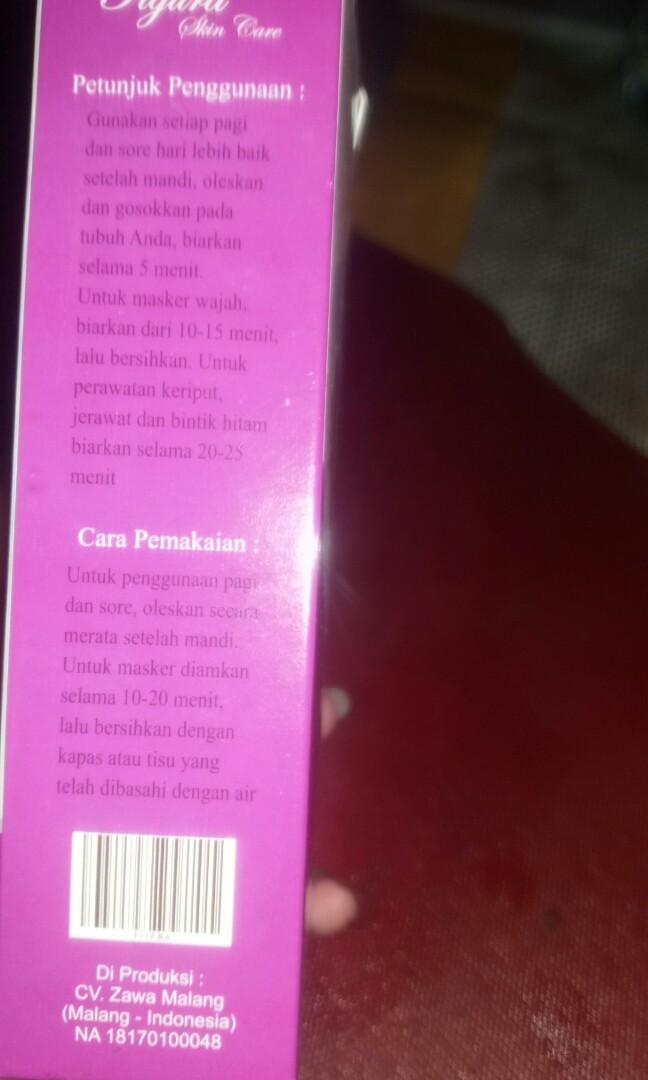 Skin Care
Petunjuk Penggunaan :
Gunakan setiap pagi
dan sore hari lebih baik
setelah mandi, oleskan
dan gosokkan pada
tubuh Anda, biarkan
selama 5 menit.
Untuk masker wajah,
biarkan dari 10-15 menit,
lalu bersihkan. Untuk
perawatan keriput,
jerawat dan bintik hitam
biarkan selama 20-25
menit
Cara Pemakaian :
Untuk penggunaan pagi
dan sore, oleskan secara
merata setelah mandi.
Untuk masker diamkan
selama 10-20 menit,
lalu bersihkan dengan
kapas atau tisu yang
telah dibasahi dengan air
Di Produksi :
CV. Zawa Malang
(Malang - Indonesia)
NA 18170100048